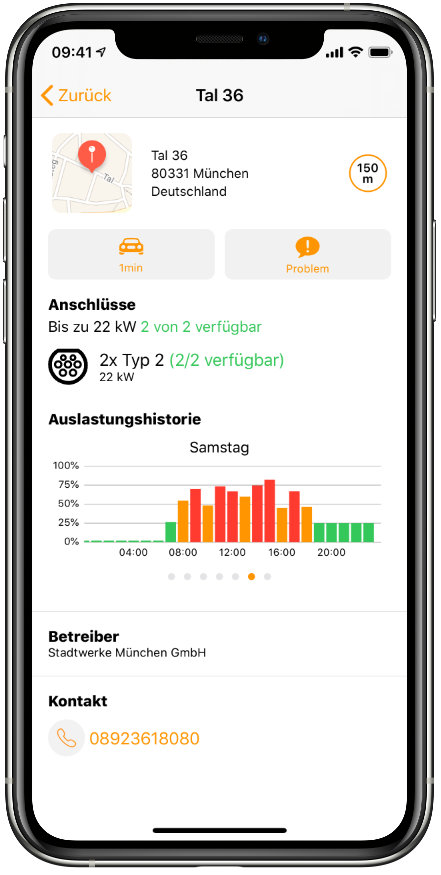 09:41
Zurück
Tal 36
Tal
Tal 36
80331 München
Deutschland
150
m
1min
Problem
Anschlüsse
Bis zu 22 kW 2 von 2 verfügbar
2x Typ 2 (2/2 verfügbar)
22 kW
Auslastungshistorie
Samstag
100%
75%
50%
25%
0%
04:00 08:00 12:00 16:00 20:00
Betreiber
Stadtwerke München GmbH
Kontakt
08923618080